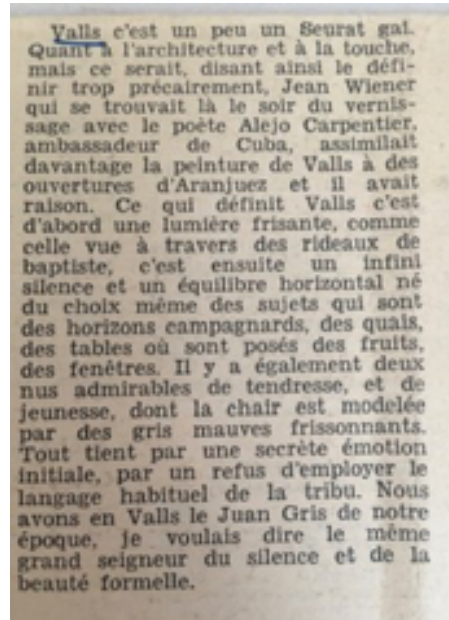 Valls c'est un peu un Seurat gai.
Quant à l'architecture et à la touche,
mais ce serait, disant ainsi le défi-
nir trop précairement, Jean Wiener
qui se trouvait là le soir du vernis-
sage avec le poète Alejo Carpentier,
ambassadeur de Cuba, assimilait
davantage la peinture de Valls à des
ouvertures d'Aranjuez et il avait
raison. Ce qui définit Valls c'est
d'abord une lumière frisante, comme
celle vue à travers des rideaux de
baptiste, c'est ensuite un infini
silence et un équilibre horizontal né
du choix même des sujets qui sont
des horizons campagnards, des quais,
des tables où sont posés des fruits,
des fenêtres. Il y a également deux
nus admirables de tendresse, et de
jeunesse, dont la chair est modelée
par des gris mauves frissonnants.
Tout tient par une secrète émotion
initiale, par un refus d'employer le
langage habituel de la tribu. Nous
avons en Valls le Juan Gris de notre
époque, je voulais dire le même
grand seigneur du silence et de la
beauté formelle.